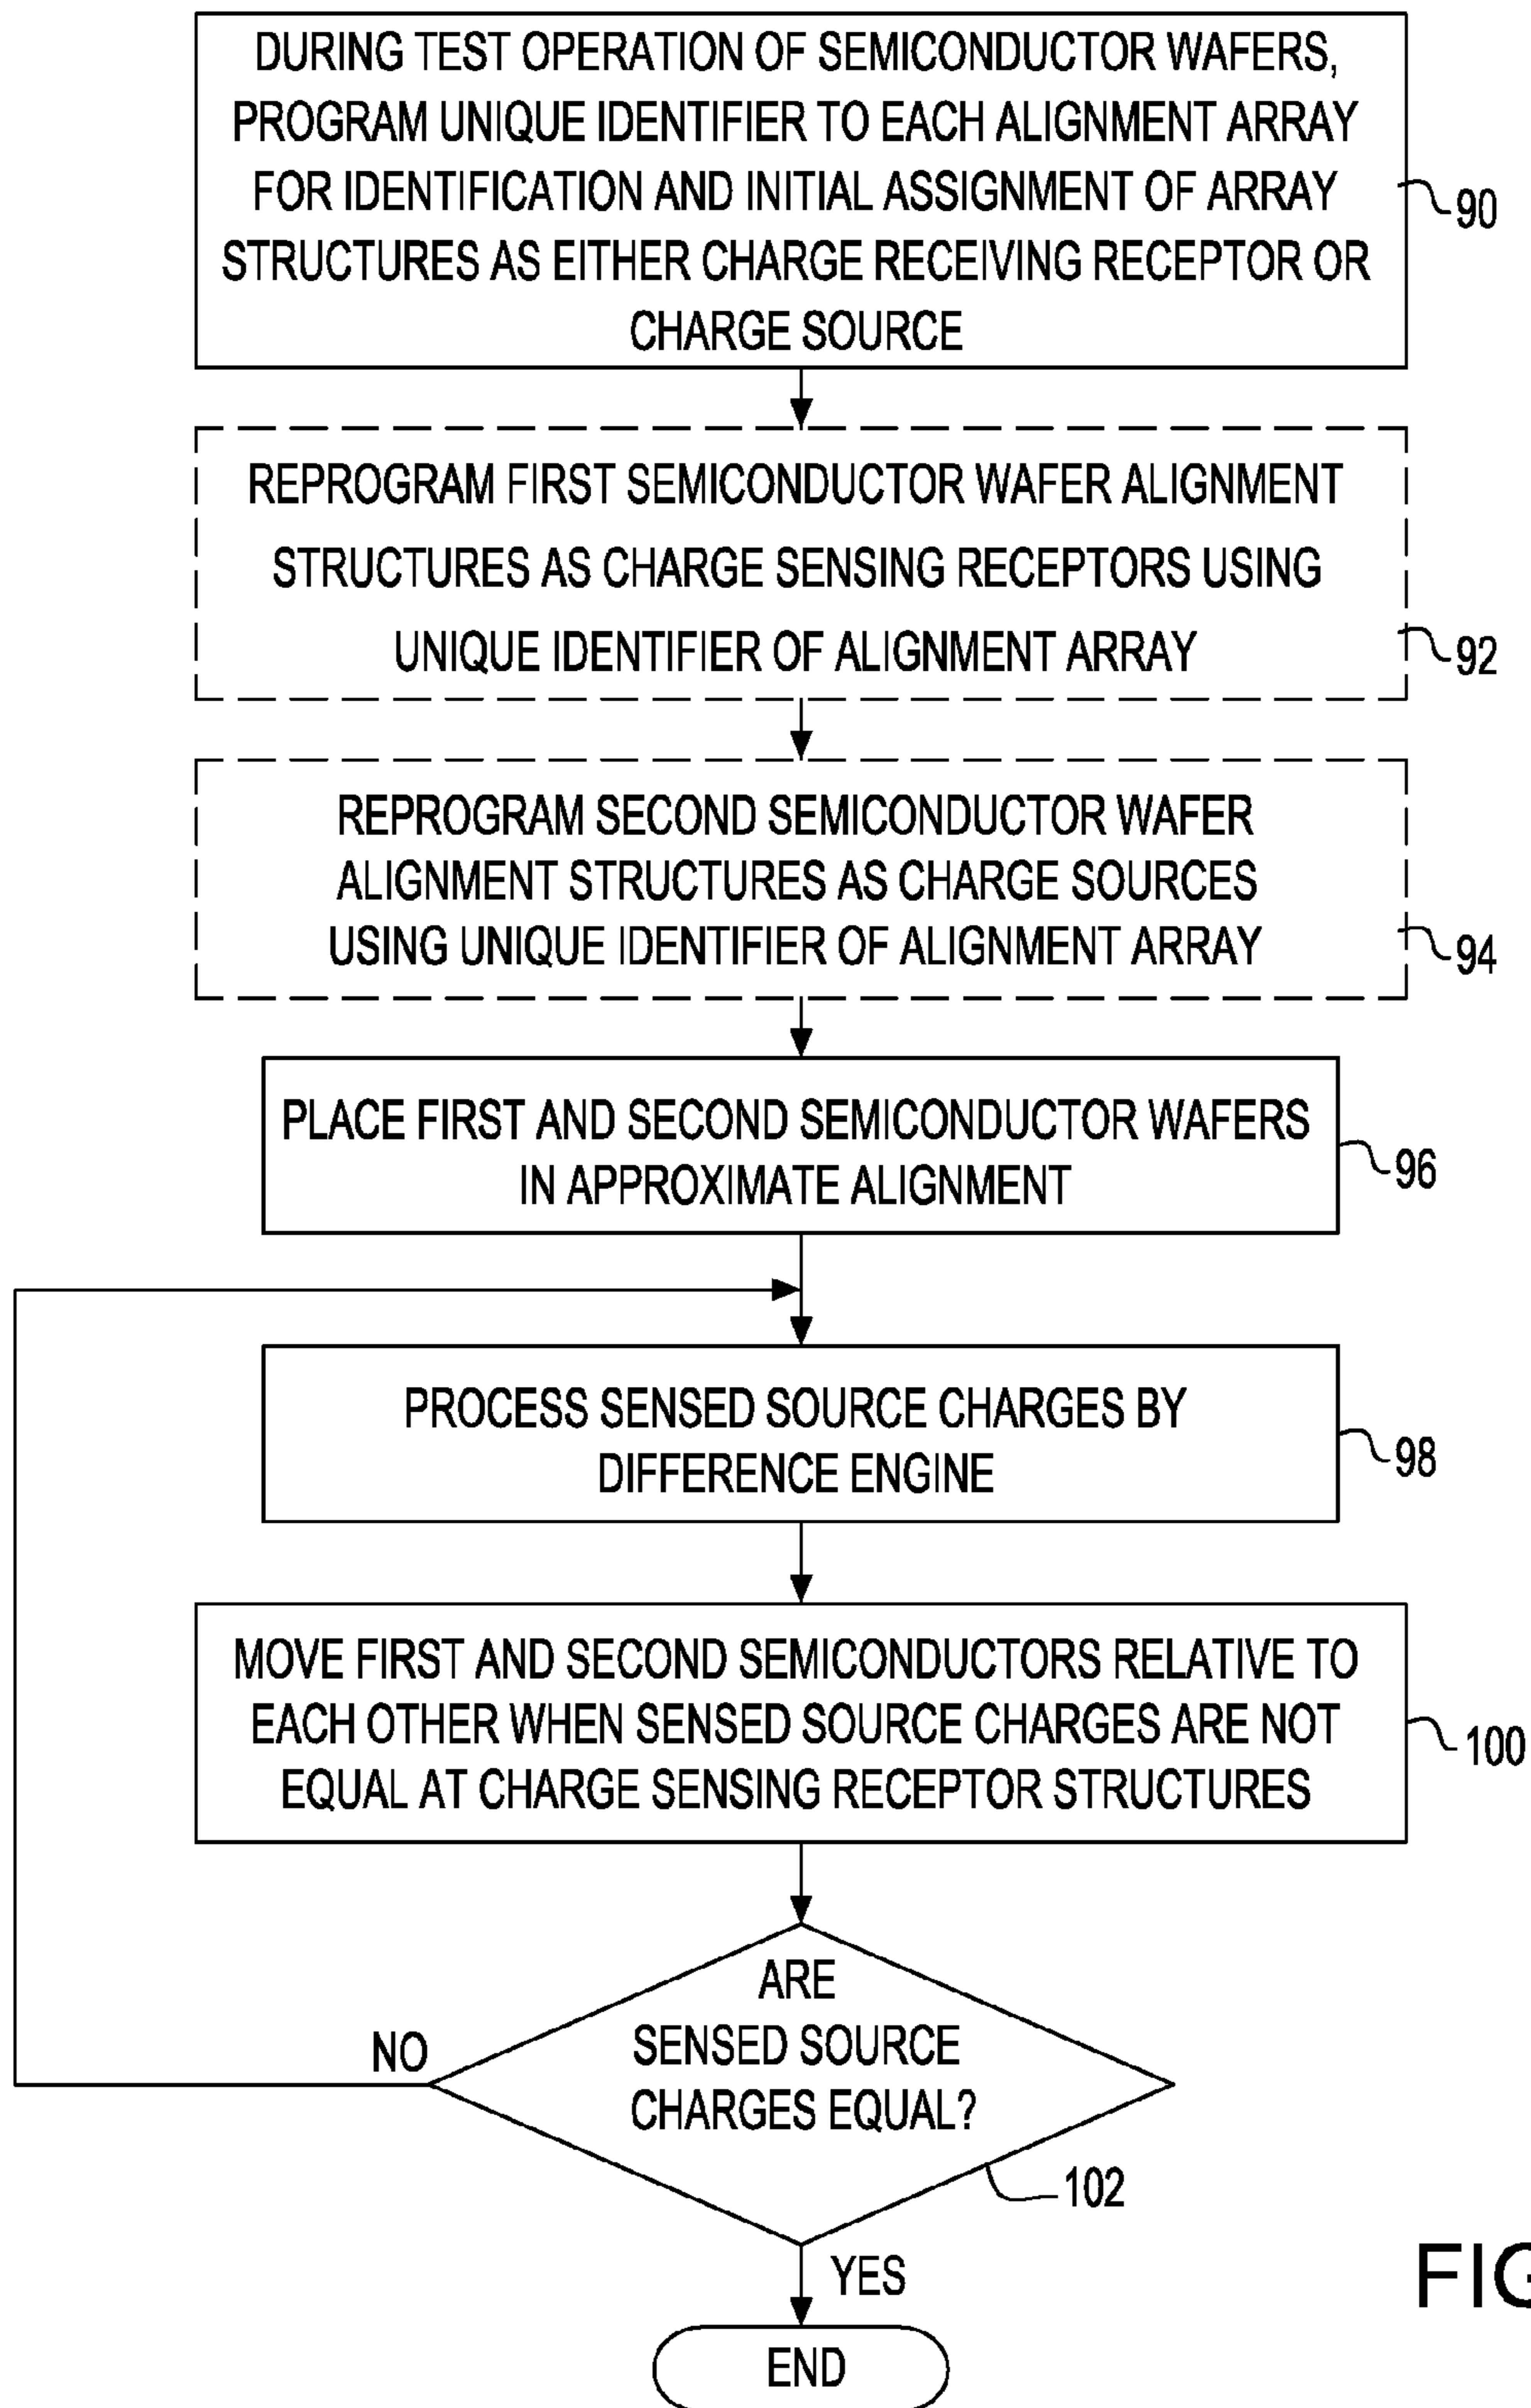 DURING TEST OPERATION OF SEMICONDUCTOR WAFERS,
PROGRAM UNIQUE IDENTIFIER TO EACH ALIGNMENT ARRAY
FOR IDENTIFICATION AND INITIAL ASSIGNMENT OF ARRAY
STRUCTURES AS EITHER CHARGE RECEIVING RECEPTOR OR
CHARGE SOURCE
90
REPROGRAM FIRST SEMICONDUCTOR WAFER ALIGNMENT
STRUCTURES AS CHARGE SENSING RECEPTORS USING
UNIQUE IDENTIFIER OF ALIGNMENT ARRAY
92
REPROGRAM SECOND SEMICONDUCTOR WAFER
ALIGNMENT STRUCTURES AS CHARGE SOURCES
USING UNIQUE IDENTIFIER OF ALIGNMENT ARRAY
94
PLACE FIRST AND SECOND SEMICONDUCTOR WAFERS
IN APPROXIMATE ALIGNMENT
96
PROCESS SENSED SOURCE CHARGES BY
DIFFERENCE ENGINE
98
MOVE FIRST AND SECOND SEMICONDUCTORS RELATIVE TO
EACH OTHER WHEN SENSED SOURCE CHARGES ARE NOT
EQUAL AT CHARGE SENSING RECEPTOR STRUCTURES
100
ARE
SENSED SOURCE
CHARGES EQUAL?
NO
102
YES
END